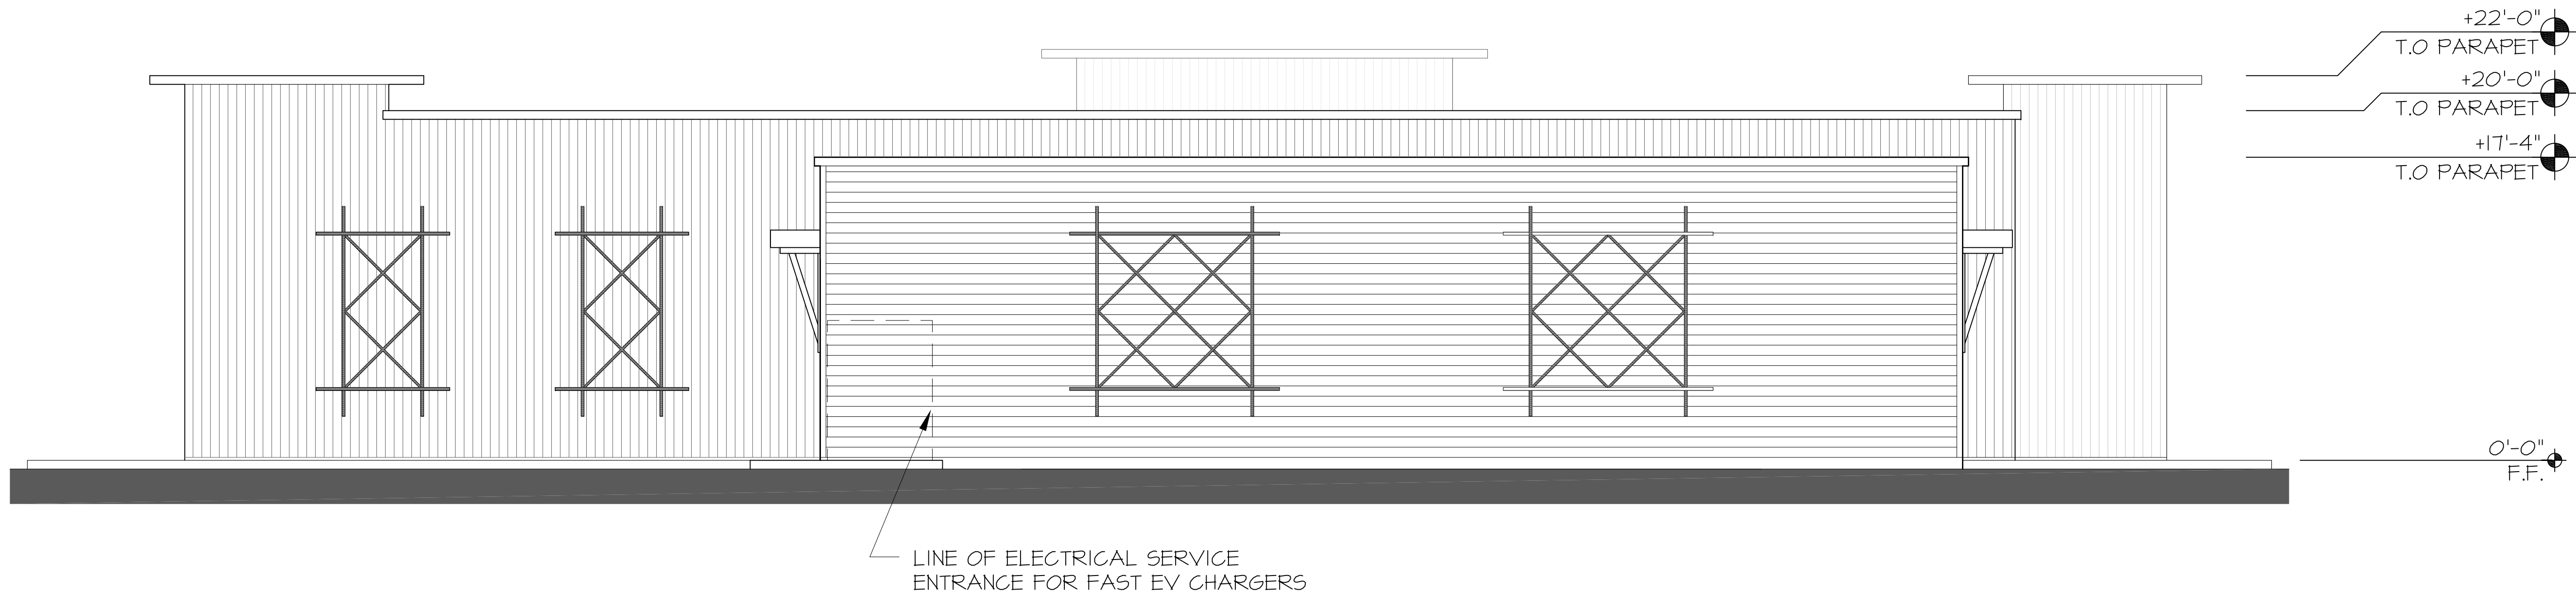 +22'-0"
T.O PARAPET
+20'-0"
T.O PARAPET
+17'-4"
T.O PARAPET
0'-0"
F.F.
LINE OF ELECTRICAL SERVICE
ENTRANCE FOR FAST EV CHARGERS